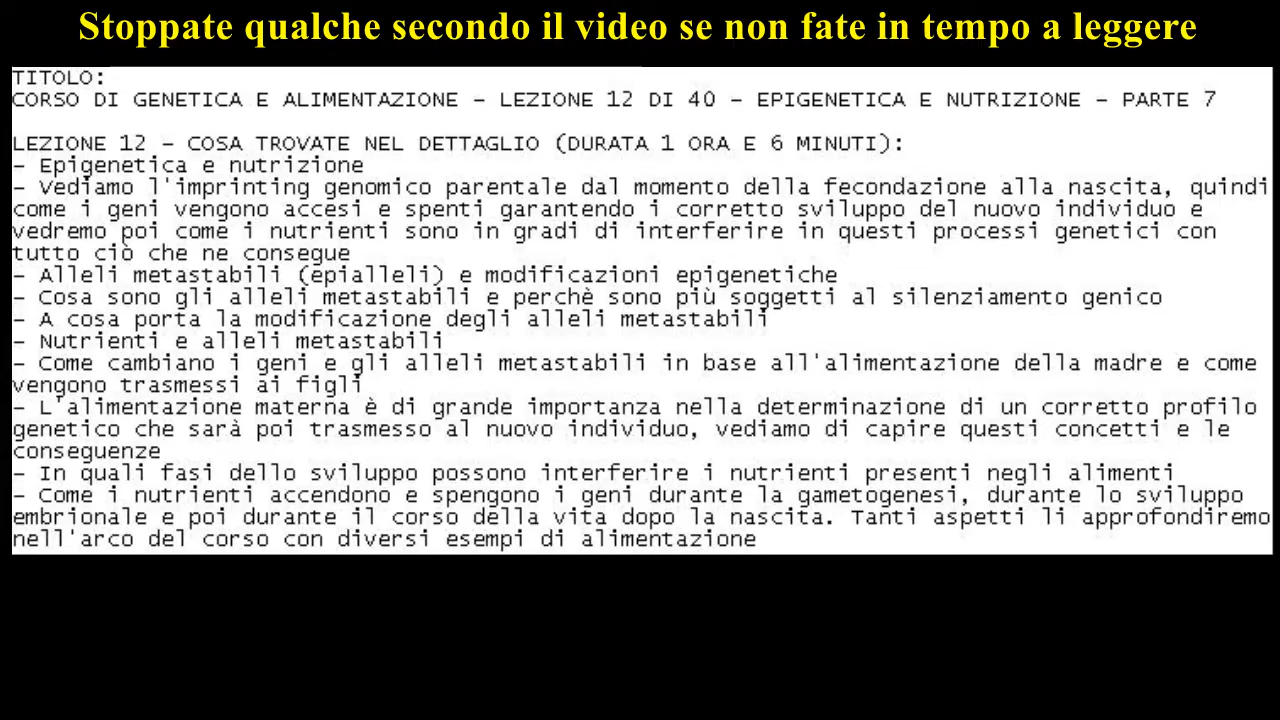 Stoppate qualche secondo il video se non fate in tempo a leggere
TITOLO:
CORSO DI GENETICA E ALIMENTAZIONE - LEZIONE 12 DI 40 - EPIGENETICA E NUTRIZIONE - PARTE 7
LEZIONE 12 - COSA TROVATE NEL DETTAGLIO (DURATA 1 ORA E 6 MINUTI):
- Epigenetica e nutrizione
- Vediamo l'imprinting genomico parentale dal momento della fecondazione alla nascita, quindi
come i geni vengono accesi e spenti garantendo i corretto sviluppo del nuovo individuo e
vedremo poi come i nutrienti sono in gradi di interferire in questi processi genetici con
tutto ciò che ne consegue
- Alleli metastabili (epialleli) e modificazioni epigenetiche
- Cosa sono gli alleli metastabili e perchè sono più soggetti al silenziamento genico
- A cosa porta la modificazione degli alleli metastabili
- Nutrienti e alleli metastabili
- Come cambiano i geni e gli alleli metastabili in base all'alimentazione della madre e come
vengono trasmessi ai figli
- L'alimentazione materna è di grande importanza nella determinazione di un corretto profilo
genetico che sarà poi trasmesso al nuovo individuo, vediamo di capire questi concetti e le
conseguenze
- In quali fasi dello sviluppo possono interferire i nutrienti presenti negli alimenti
- Come i nutrienti accendono e spengono i geni durante la gametogenesi, durante lo sviluppo
embrionale e poi durante il corso della vita dopo la nascita. Tanti aspetti li approfondiremo
nell'arco del corso con diversi esempi di alimentazione